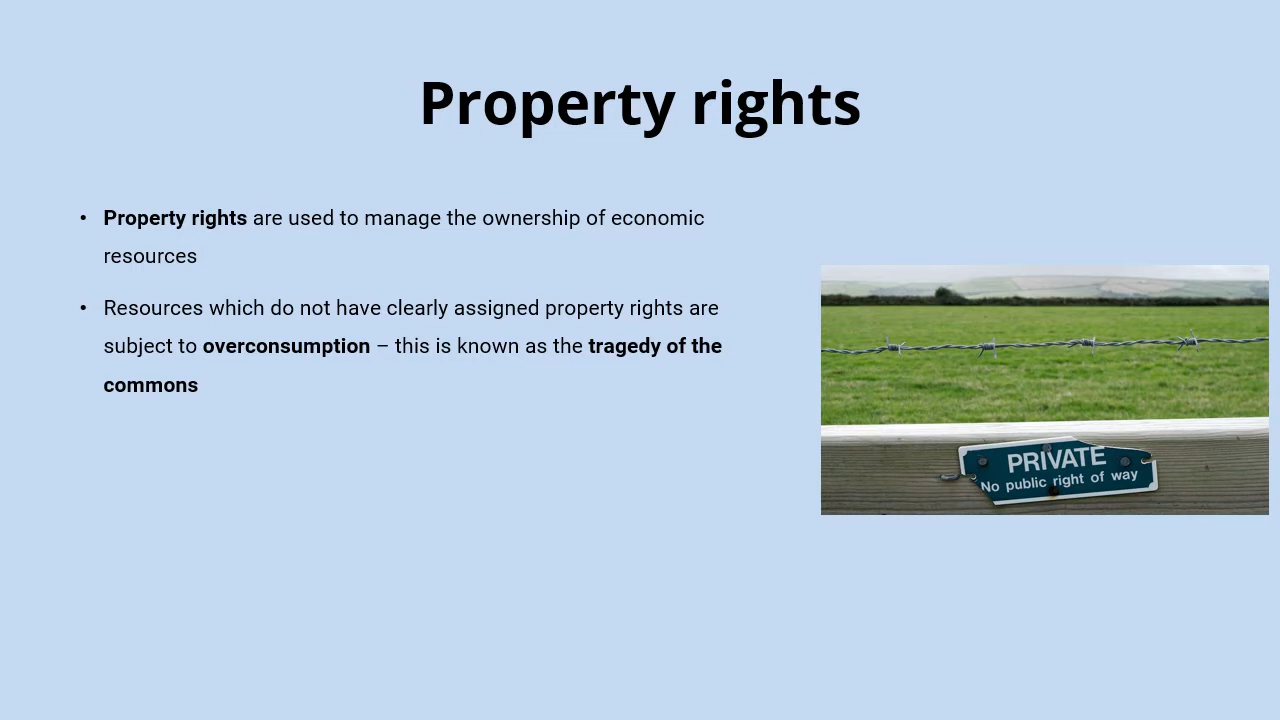 Property rights
• Property rights are used to manage the ownership of economic
resources
• Resources which do not have clearly assigned property rights are
subject to overconsumption – this is known as the tragedy of the
commons
PRIVATE
No public right of way